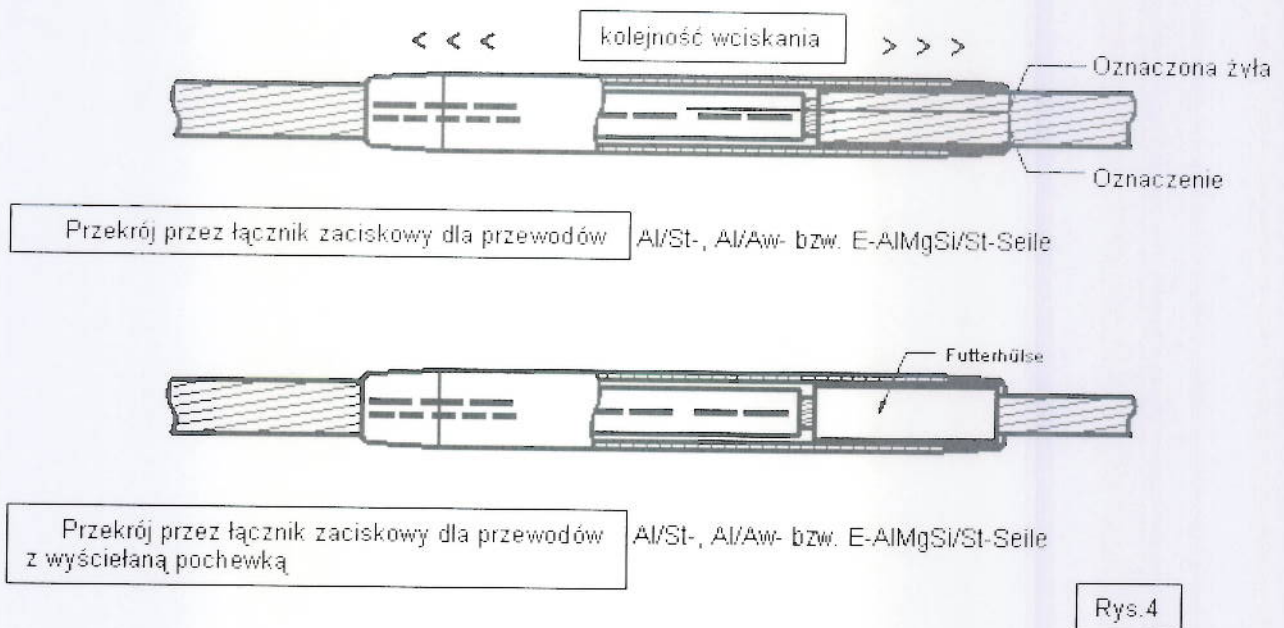 < < < kolejność wciskania > > >
Oznaczona żyła
Oznaczenie
Przekrój przez łącznik zaciskowy dla przewodów Al/St-, Al/Aw- bzw. E-AlMgSi/St-Seile
Futterhülse
Przekrój przez łącznik zaciskowy dla przewodów Al/St-, Al/Aw- bzw. E-AlMgSi/St-Seile
z wyściełaną pochewką
Rys.4